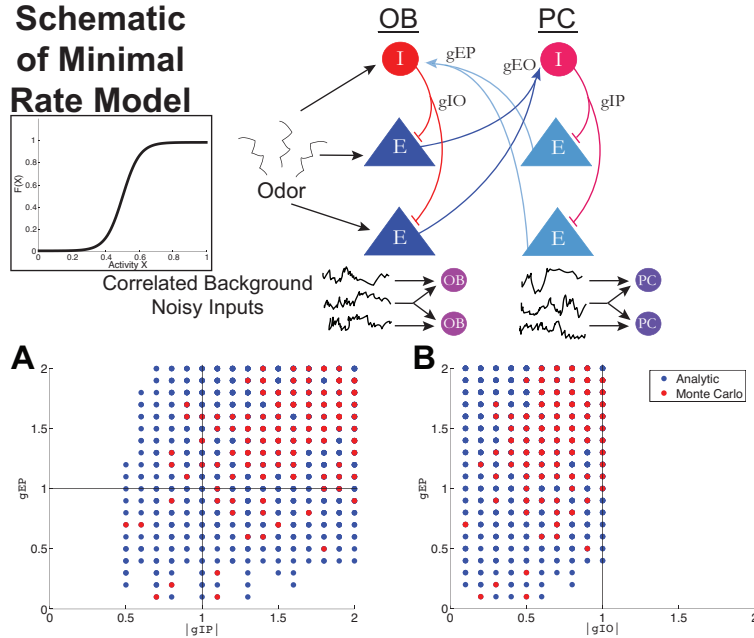 Schematic
of Minimal
Rate Model
OB
PC
I
I
gEP
gEO
gIO
gIP
E
E
E
E
Odor
F(X)
1
0.8
0.6
0.4
0.2
0
0 0.2 0.4 0.6 0.8 1
Activity X
Correlated Background
Noisy Inputs
OB
OB
PC
PC
A
B
2
1.5
1
0.5
0
gEP
0.5 1 1.5 2
|gIP|
2
1.5
1
0.5
0
gEP
0 0.5 1 1.5 2
|gIO|
Analytic
Monte Carlo